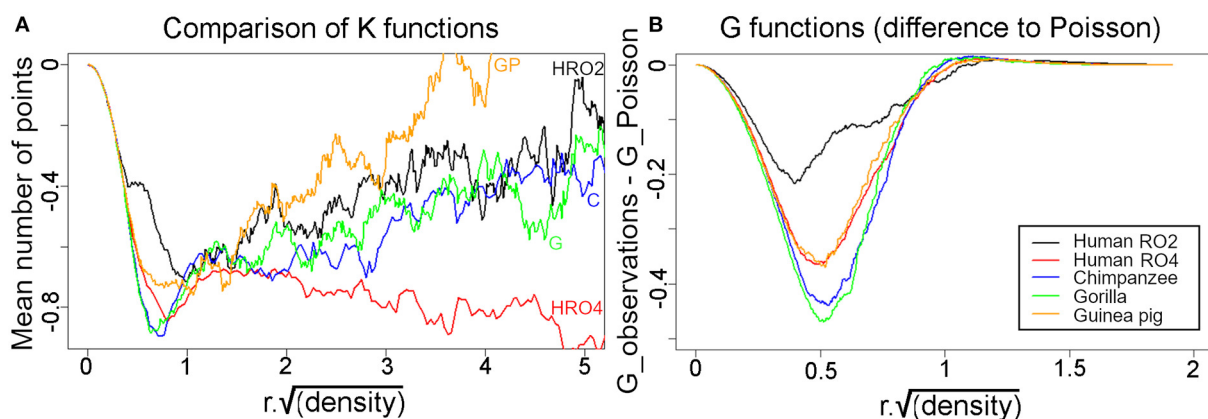 A
Comparison of K functions
Mean number of points
0
-0.4
-0.8
0
1
2
3
4
5
r.√(density)
GP
HRO2
C
G
HRO4
B
G functions (difference to Poisson)
G_observations - G_Poisson
0
-0.2
-0.4
0
0.5
1
1.5
2
r.√(density)
Human RO2
Human RO4
Chimpanzee
Gorilla
Guinea pig